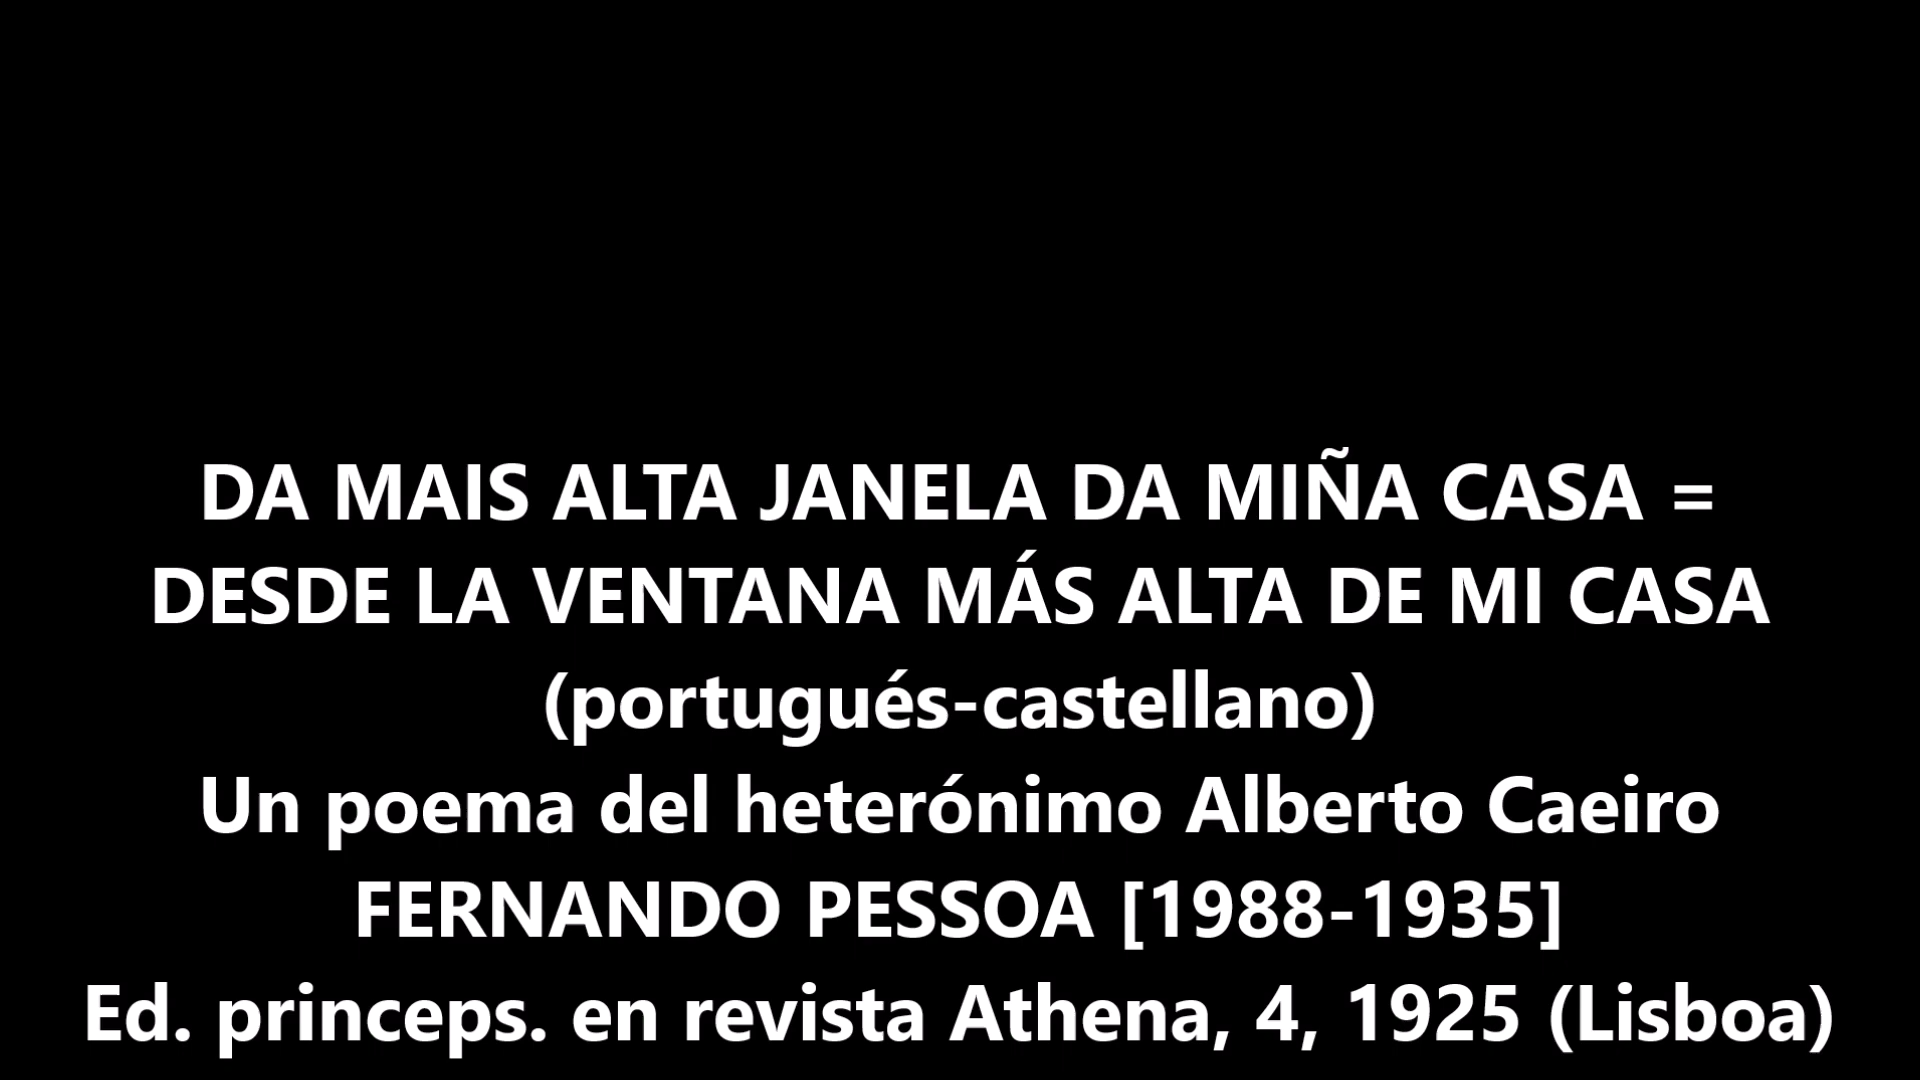 DA MAIS ALTA JANELA DA MIÑA CASA =
DESDE LA VENTANA MÁS ALTA DE MI CASA
(portugués-castellano)
Un poema del heterónimo Alberto Caeiro
FERNANDO PESSOA [1988-1935]
Ed. princeps. en revista Athena, 4, 1925 (Lisboa)